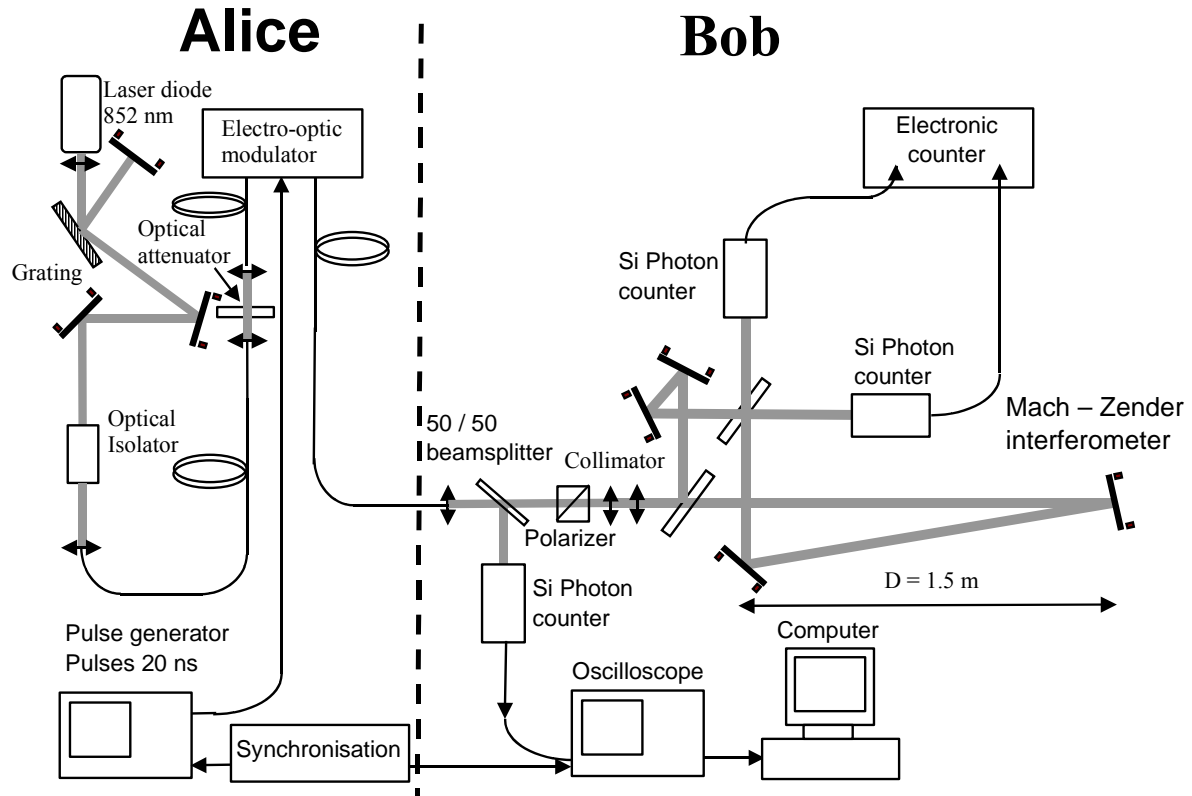 Alice
Bob
Laser diode
852 nm
Electro-optic
modulator
Electronic
counter
Optical
attenuator
Grating
Si Photon
counter
Si Photon
counter
Mach – Zender
interferometer
Optical
Isolator
50 / 50
beamsplitter
Collimator
Polarizer
Si Photon
counter
D = 1.5 m
Pulse generator
Pulses 20 ns
Computer
Oscilloscope
Synchronisation